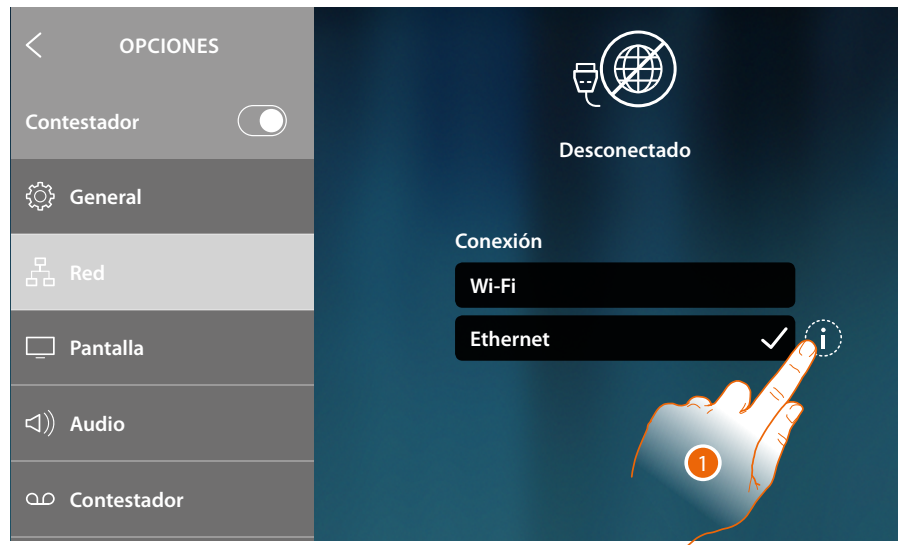 OPCIONES
Contestador
General
Red
Pantalla
Audio
Contestador
Desconectado
Conexión
Wi-Fi
Ethernet
i
1